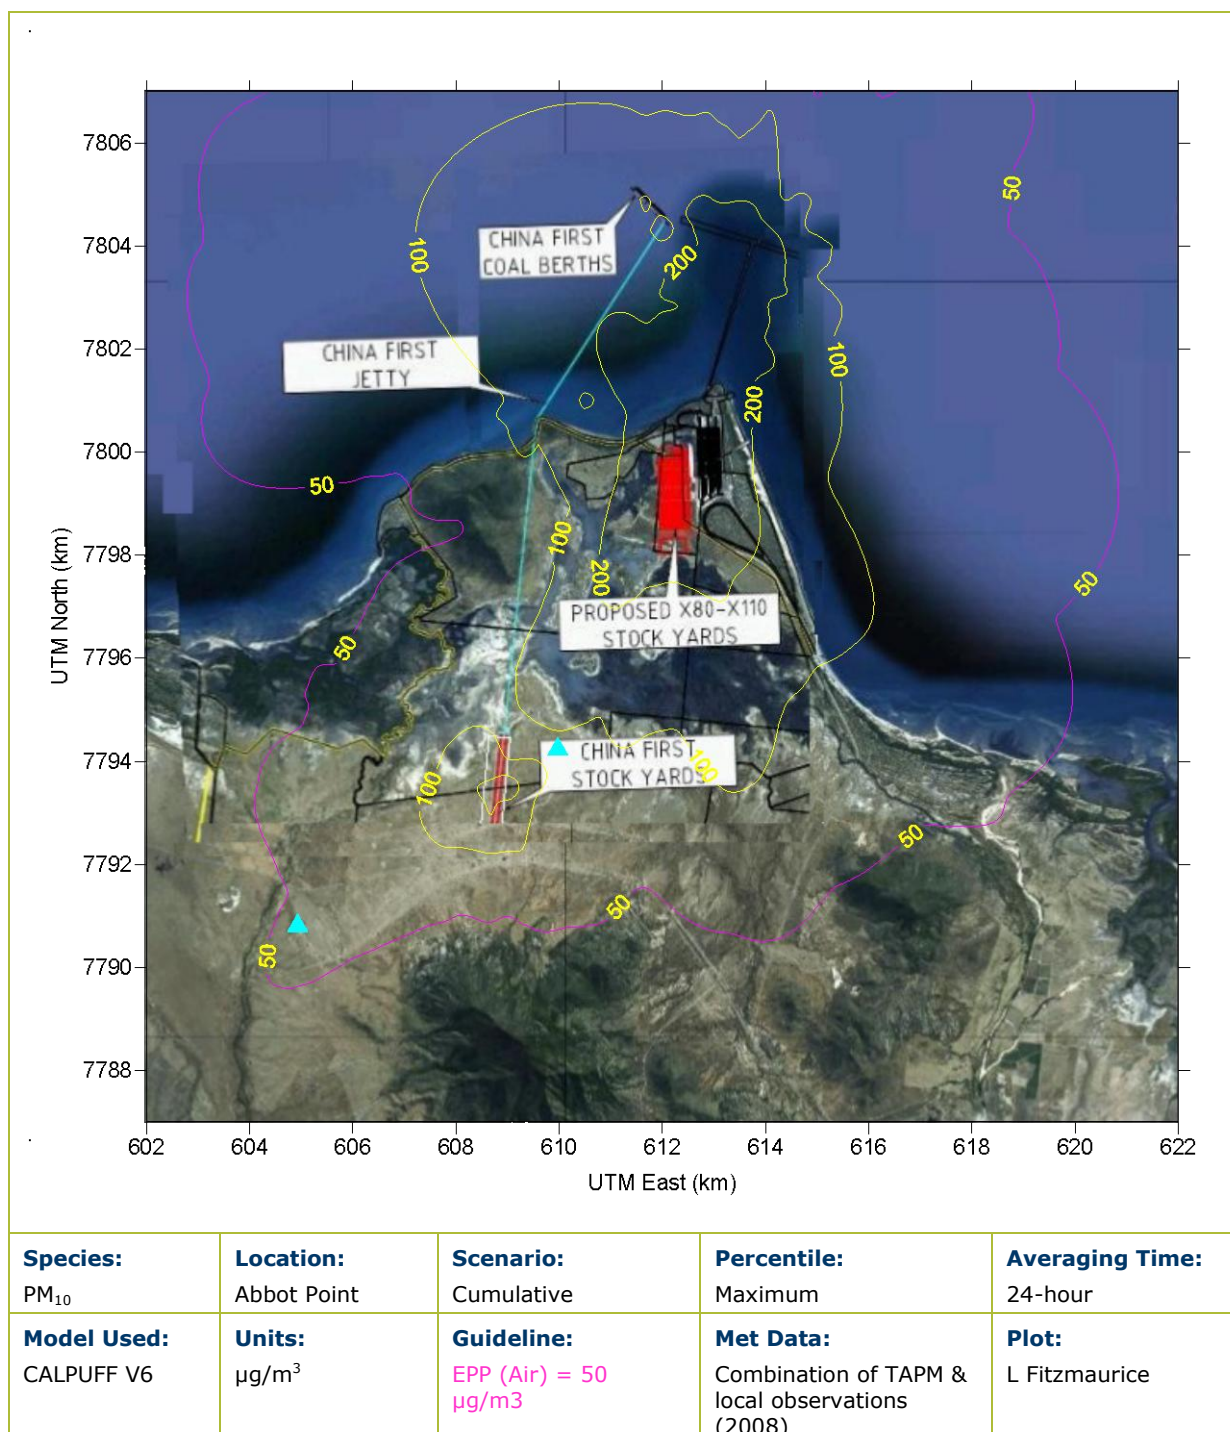 7806
7804
7802
7800
7798
7796
7794
7792
7790
7788
UTM North (km)
602
604
606
608
610
612
614
616
618
620
622
UTM East (km)
CHINA FIRST
COAL BERTHS
CHINA FIRST
JETTY
PROPOSED X80-X110
STOCK YARDS
CHINA FIRST
STOCK YARDS
50
100
200
100
200
50
100
200
50
50
100
100
50
50
50
Species:
PM10
Location:
Abbot Point
Scenario:
Cumulative
Percentile:
Maximum
Averaging Time:
24-hour
Model Used:
CALPUFF V6
Units:
µg/m³
Guideline:
EPP (Air) = 50
µg/m3
Met Data:
Combination of TAPM &
local observations
(2008)
Plot:
L Fitzmaurice